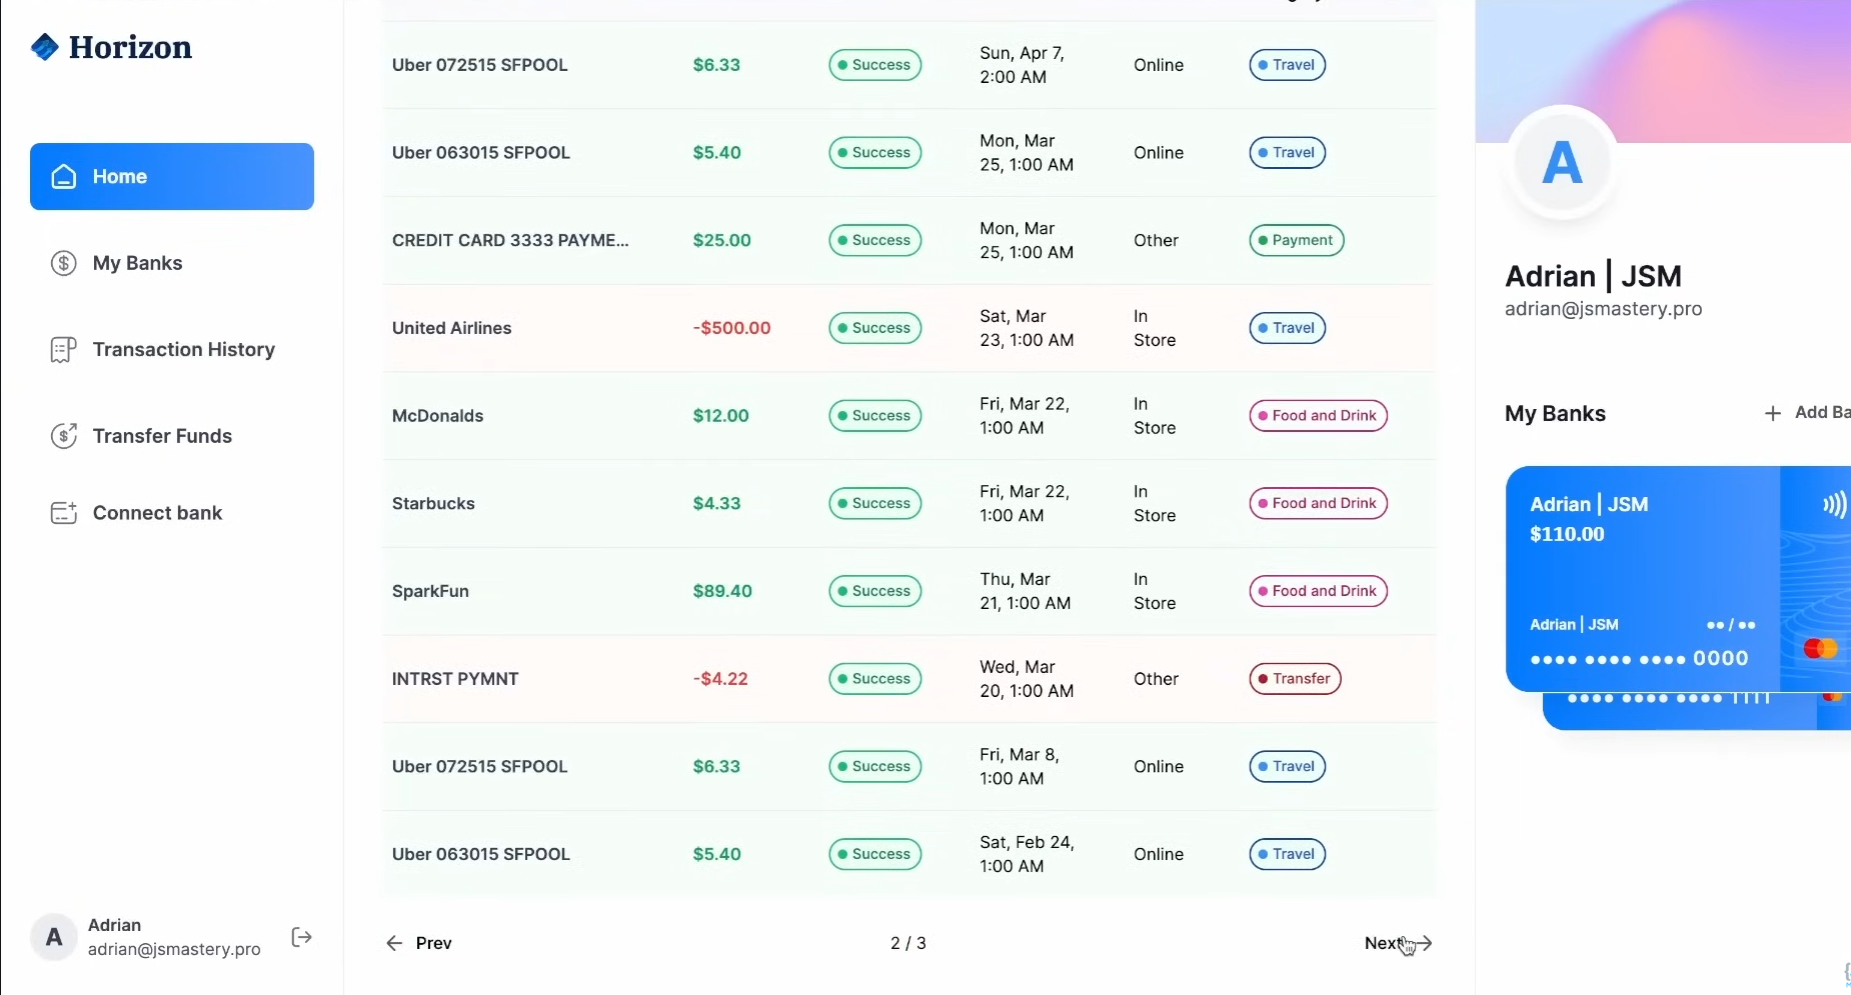 Horizon
Home
My Banks
Transaction History
Transfer Funds
Connect bank
Adrian
adrian@jsmastery.pro
A
Uber 072515 SFPOOL $6.33 Success Sun, Apr 7, 2:00 AM Online Travel
Uber 063015 SFPOOL $5.40 Success Mon, Mar 25, 1:00 AM Online Travel
CREDIT CARD 3333 PAYME... $25.00 Success Mon, Mar 25, 1:00 AM Other Payment
United Airlines -$500.00 Success Sat, Mar 23, 1:00 AM In Store Travel
McDonalds $12.00 Success Fri, Mar 22, 1:00 AM In Store Food and Drink
Starbucks $4.33 Success Fri, Mar 22, 1:00 AM In Store Food and Drink
SparkFun $89.40 Success Thu, Mar 21, 1:00 AM In Store Food and Drink
INTRST PYMNT -$4.22 Success Wed, Mar 20, 1:00 AM Other Transfer
Uber 072515 SFPOOL $6.33 Success Fri, Mar 8, 1:00 AM Online Travel
Uber 063015 SFPOOL $5.40 Success Sat, Feb 24, 1:00 AM Online Travel
Prev 2 / 3 Next
A
Adrian | JSM
adrian@jsmastery.pro
My Banks + Add Ba
Adrian | JSM
$110.00
Adrian | JSM •• / ••
•••• •••• •••• 0000
•••• •••• •••• 1111